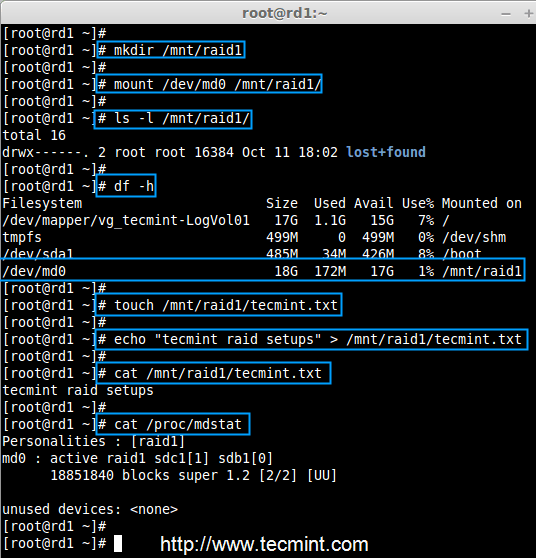 root@rd1:~
[root@rd1 ~]#
[root@rd1 ~]# mkdir /mnt/raid1
[root@rd1 ~]#
[root@rd1 ~]# mount /dev/md0 /mnt/raid1/
[root@rd1 ~]#
[root@rd1 ~]# ls -l /mnt/raid1/
total 16
drwx------. 2 root root 16384 Oct 11 18:02 lost+found
[root@rd1 ~]#
[root@rd1 ~]# df -h
Filesystem                    Size  Used Avail Use% Mounted on
/dev/mapper/vg_tecmint-LogVol01   17G  1.1G   15G   7% /
tmpfs                         499M     0  499M   0% /dev/shm
/dev/sda1                     485M   34M  426M   8% /boot
/dev/md0                       18G  172M   17G   1% /mnt/raid1
[root@rd1 ~]#
[root@rd1 ~]# touch /mnt/raid1/tecmint.txt
[root@rd1 ~]#
[root@rd1 ~]# echo "tecmint raid setups" > /mnt/raid1/tecmint.txt
[root@rd1 ~]#
[root@rd1 ~]# cat /mnt/raid1/tecmint.txt
tecmint raid setups
[root@rd1 ~]#
[root@rd1 ~]# cat /proc/mdstat
Personalities : [raid1]
md0 : active raid1 sdc1[1] sdb1[0]
      18851840 blocks super 1.2 [2/2] [UU]
unused devices: <none>
[root@rd1 ~]#
[root@rd1 ~]#
http://www.tecmint.com